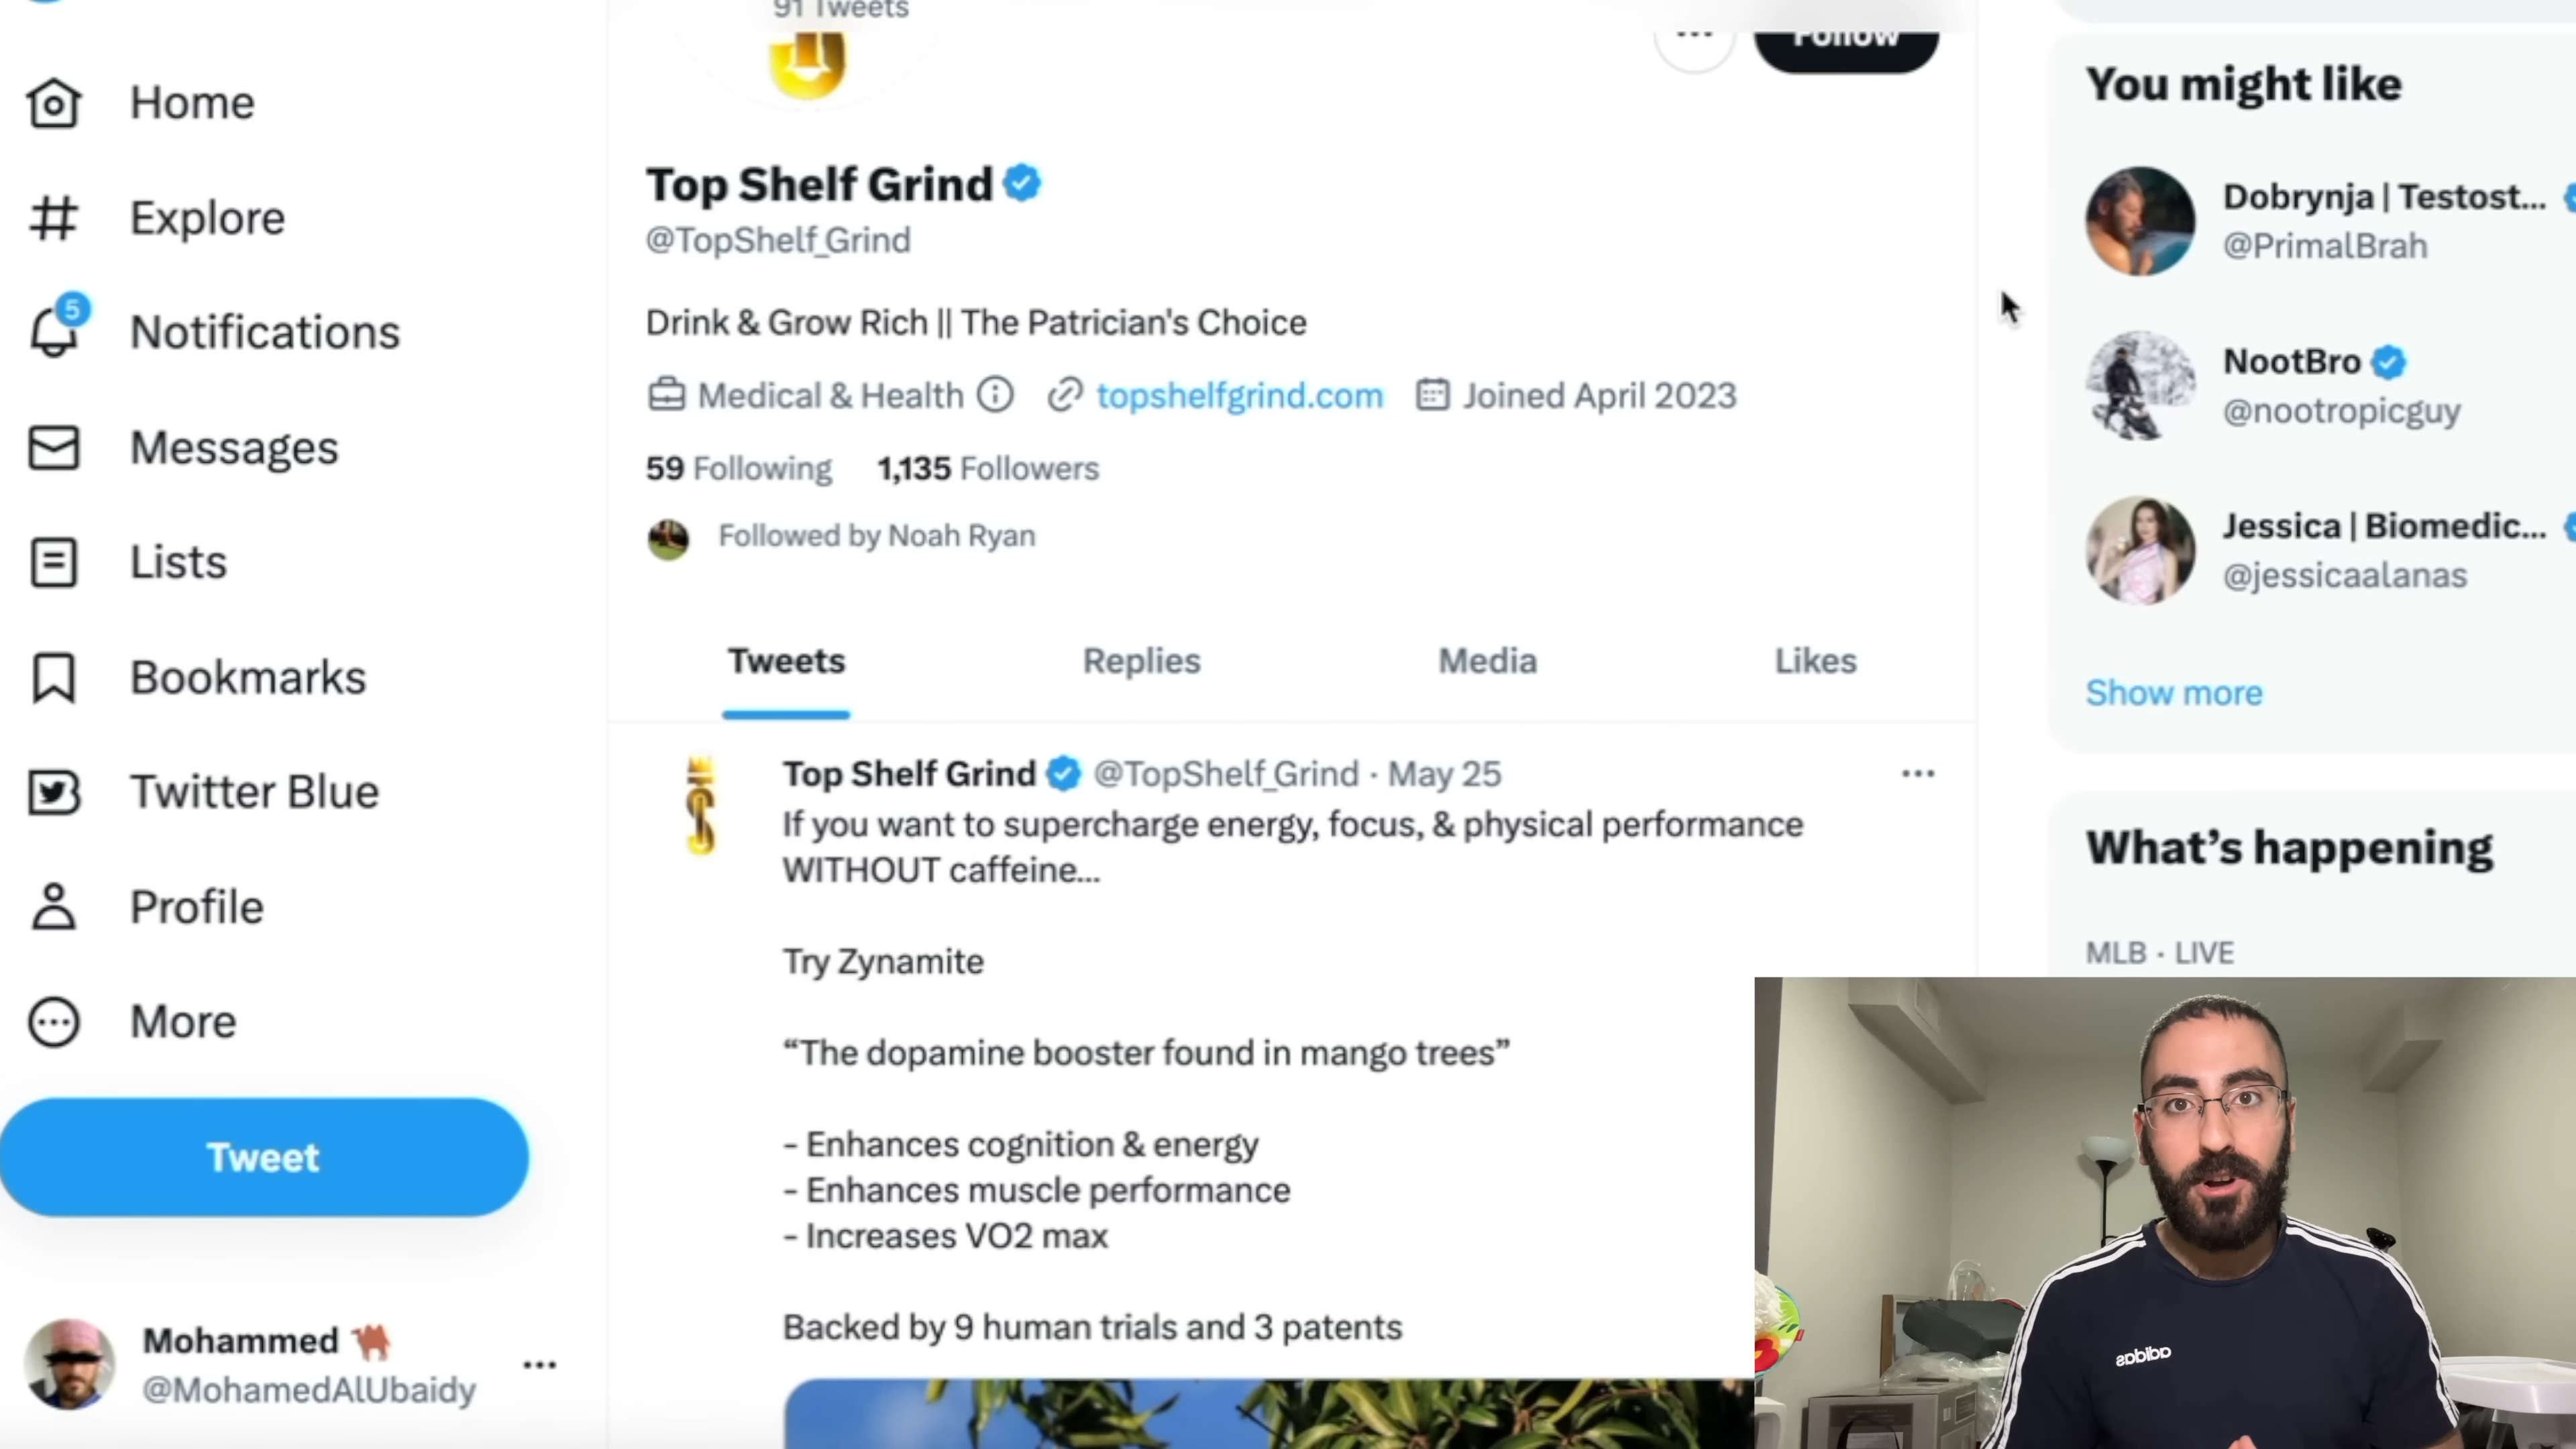 91 Tweets
Follow
Home
Explore
5
Notifications
Messages
Lists
Bookmarks
Twitter Blue
Profile
More
Tweet
Mohammed
@MohamedAlUbaidy
Top Shelf Grind
@TopShelf_Grind
Drink & Grow Rich || The Patrician's Choice
Medical & Health topshelfgrind.com Joined April 2023
59 Following 1,135 Followers
Followed by Noah Ryan
Tweets Replies Media Likes
Top Shelf Grind @TopShelf_Grind · May 25
If you want to supercharge energy, focus, & physical performance
WITHOUT caffeine...
Try Zynamite
“The dopamine booster found in mango trees”
- Enhances cognition & energy
- Enhances muscle performance
- Increases VO2 max
Backed by 9 human trials and 3 patents
You might like
Dobrynja | Testost...
@PrimalBrah
NootBro
@nootropicguy
Jessica | Biomedic...
@jessicaalanas
Show more
What’s happening
MLB · LIVE
adidas